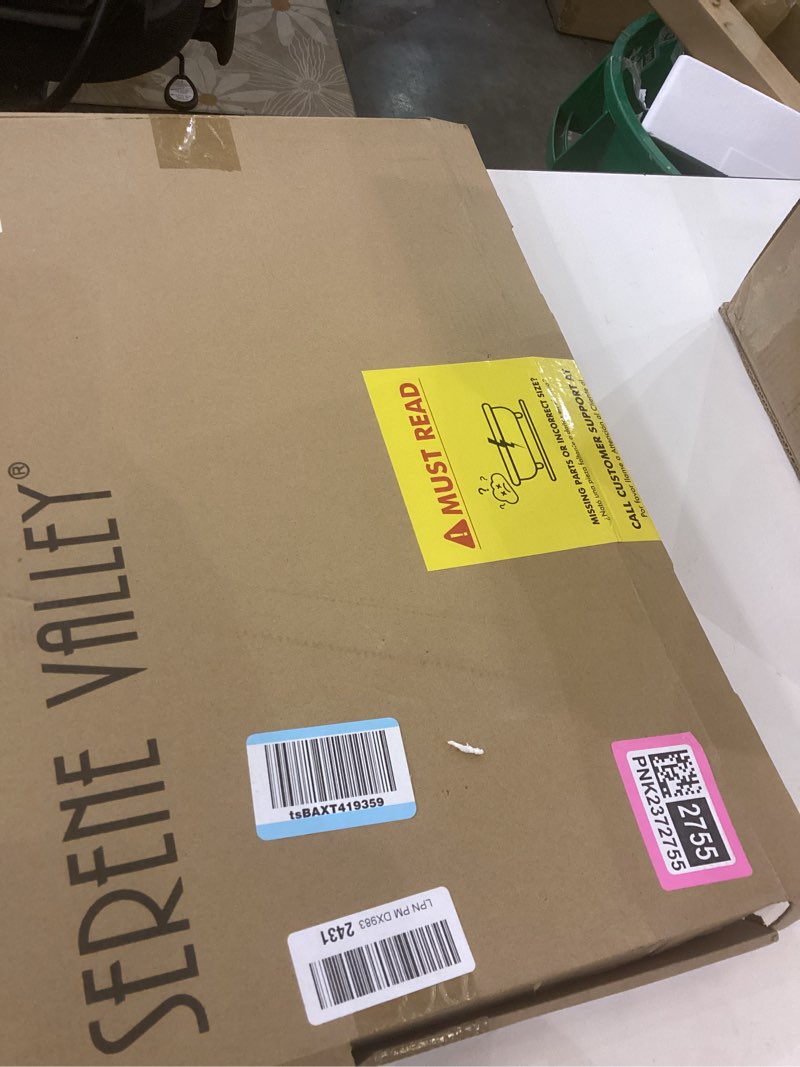 SERENE VALLEY®
MUST READ
? ? ?
MISSING PARTS OR INCORRECT SIZE?
CALL CUSTOMER SUPPORT AT
tsBAXT419359
LPN PM DX983 2431
2755
PNK2372755